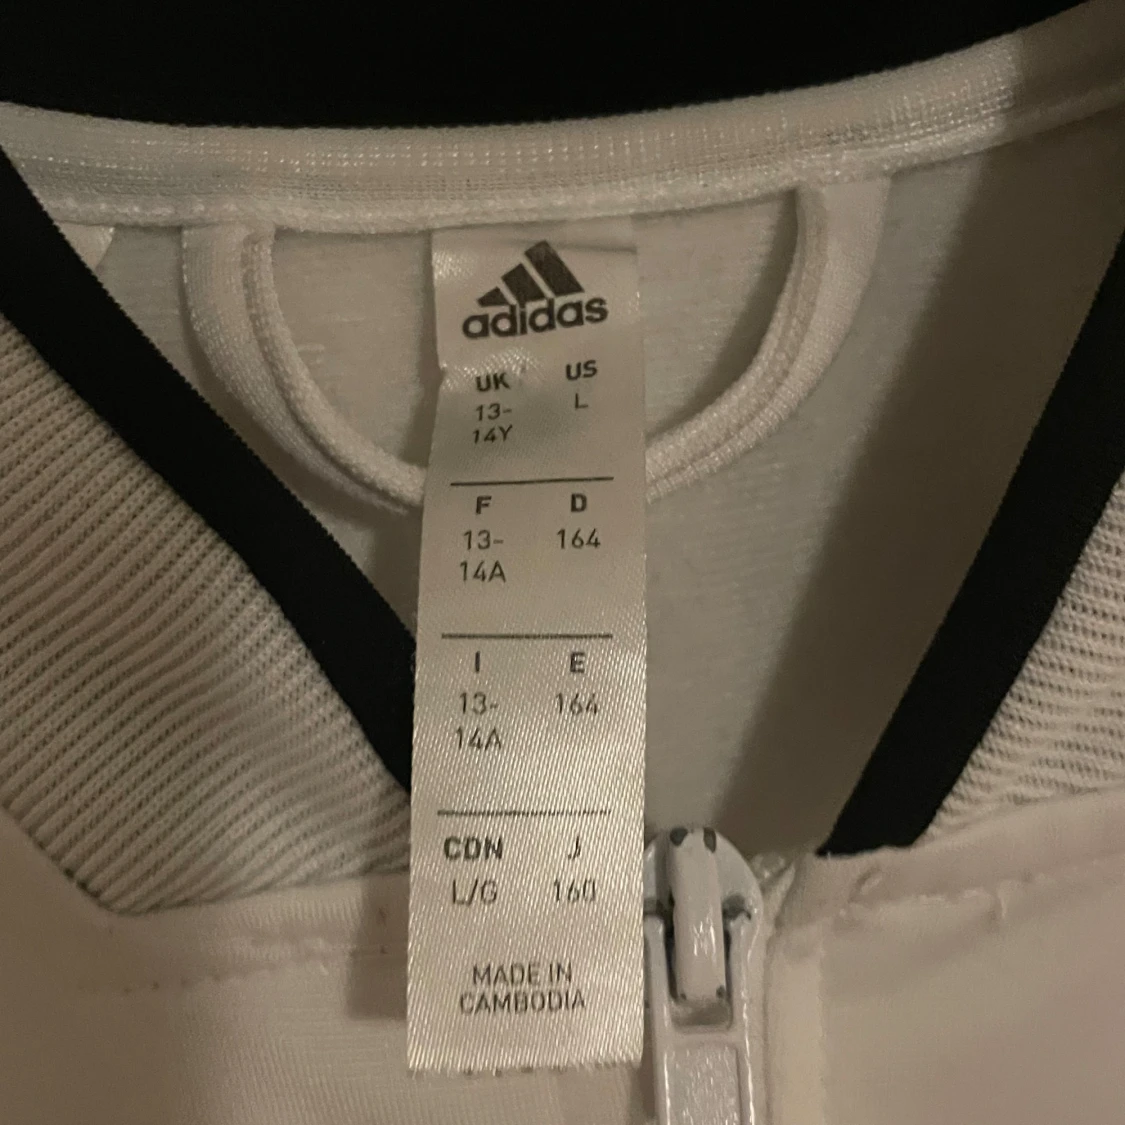 adidas
UK US
13- L
14Y
F D
13- 164
14A
I E
13- 164
14A
CDN J
L/G 160
MADE IN
CAMBODIA